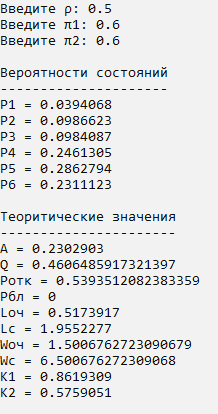 Введите ρ: 0.5
Введите π1: 0.6
Введите π2: 0.6
Вероятности состояний
---------------------
P1 = 0.0394068
P2 = 0.0986623
P3 = 0.0984087
P4 = 0.2461305
P5 = 0.2862794
P6 = 0.2311123
Теоритические значения
----------------------
A = 0.2302903
Q = 0.4606485917321397
Pотк = 0.5393512082383359
Pбл = 0
Lоч = 0.5173917
Lc = 1.9552277
Wоч = 1.5006762723090679
Wc = 6.500676272309068
K1 = 0.8619309
K2 = 0.5759051